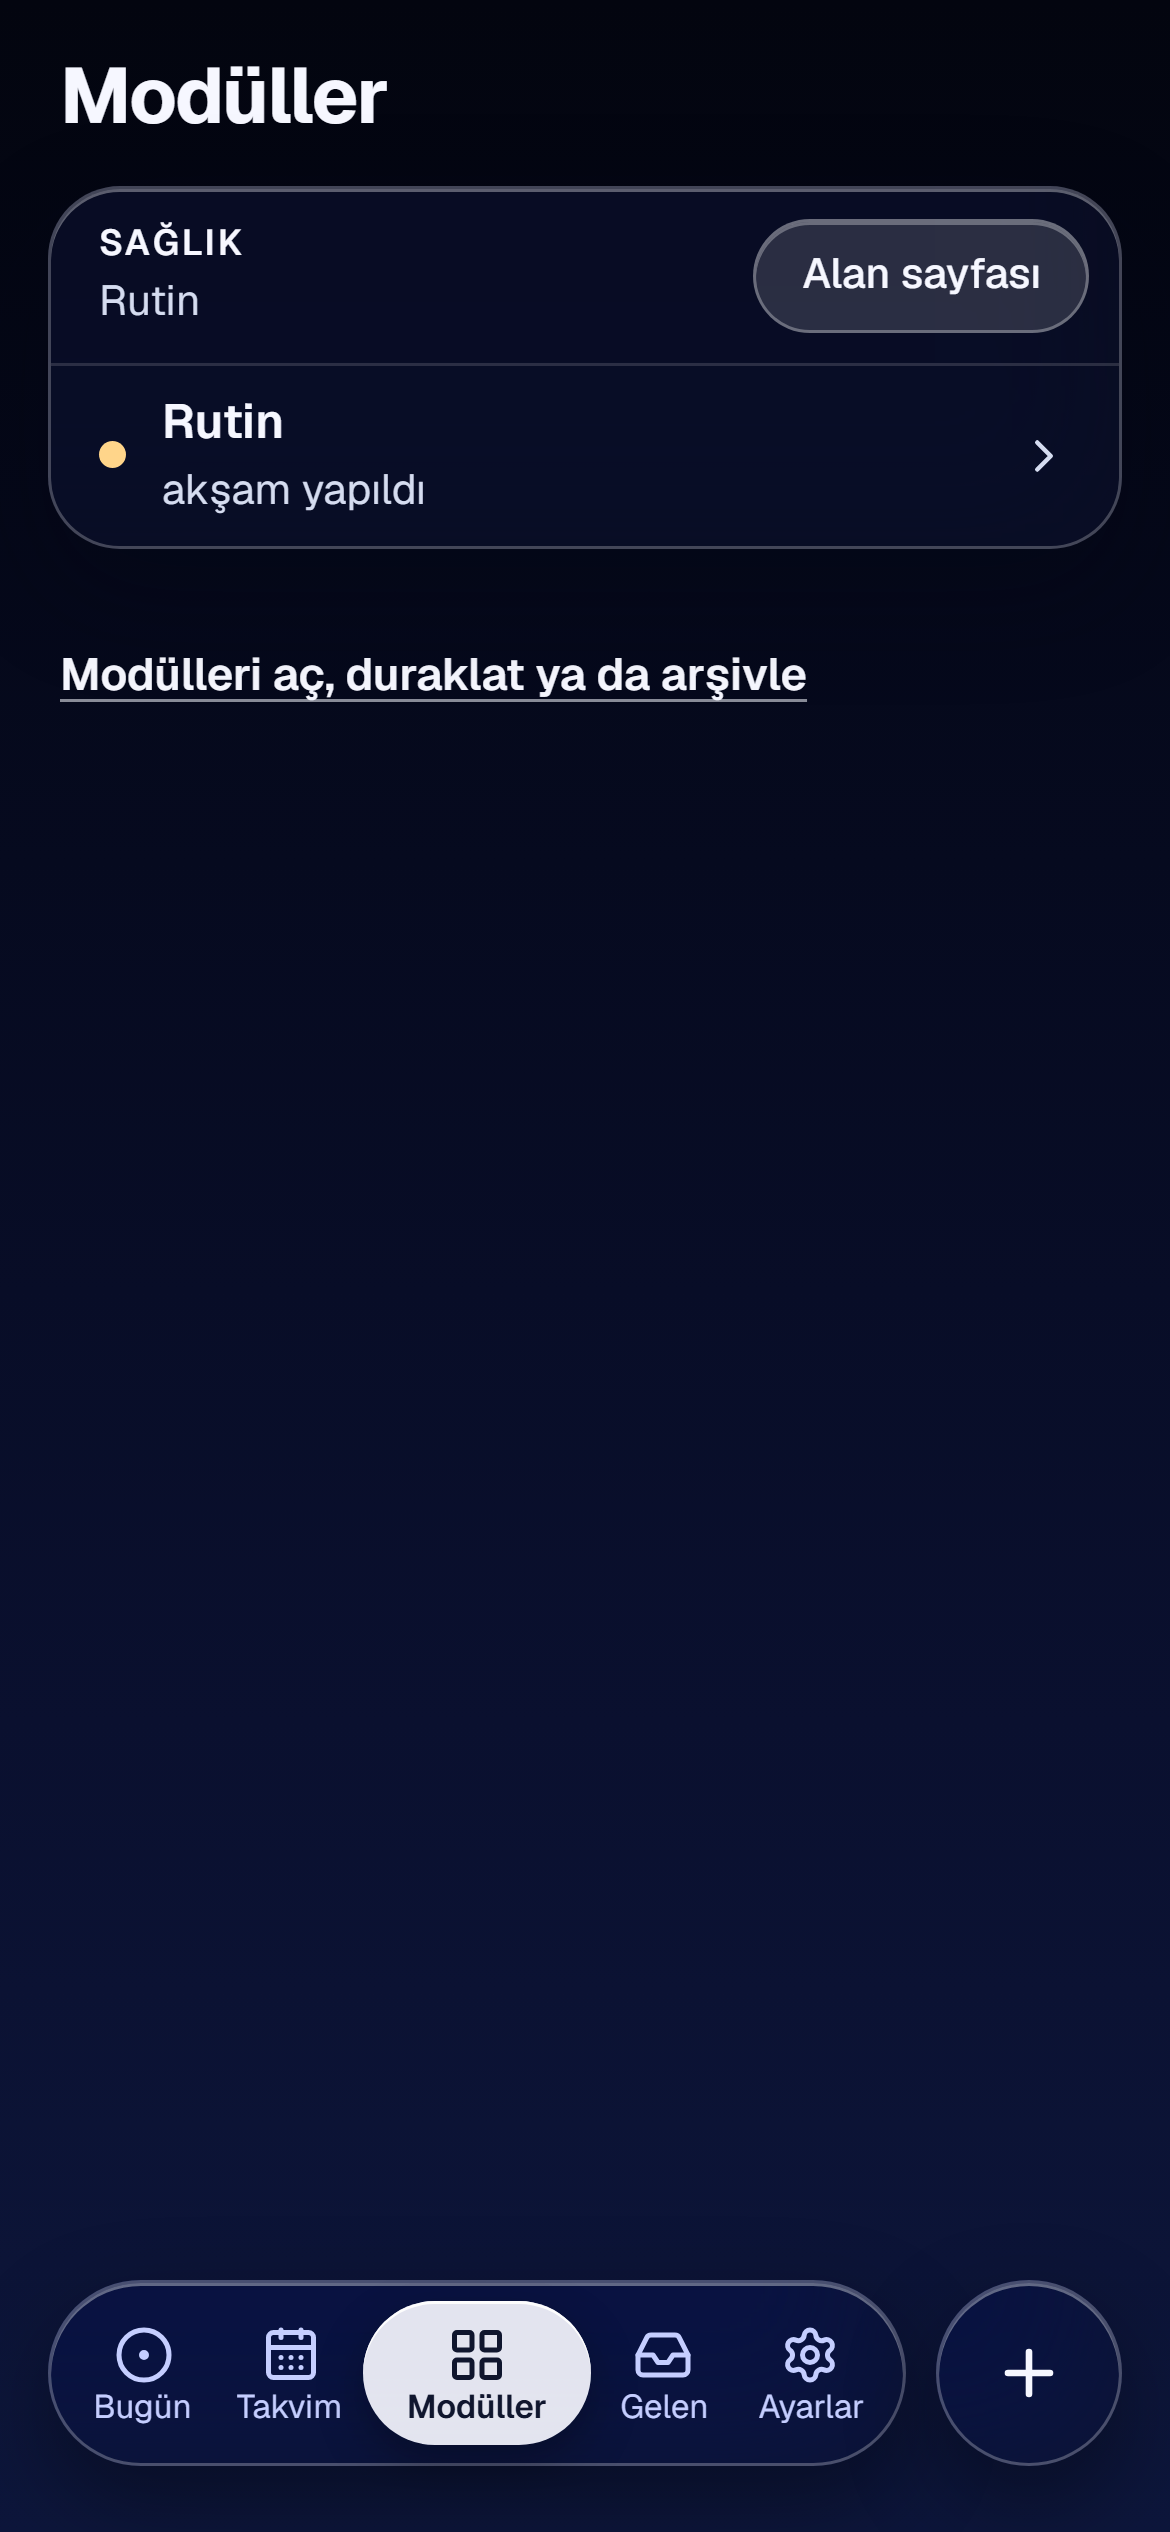 Modüller
SAĞLIK
Rutin
Alan sayfası
Rutin
akşam yapıldı
Modülleri aç, duraklat ya da arşivle
Bugün
Takvim
Modüller
Gelen
Ayarlar